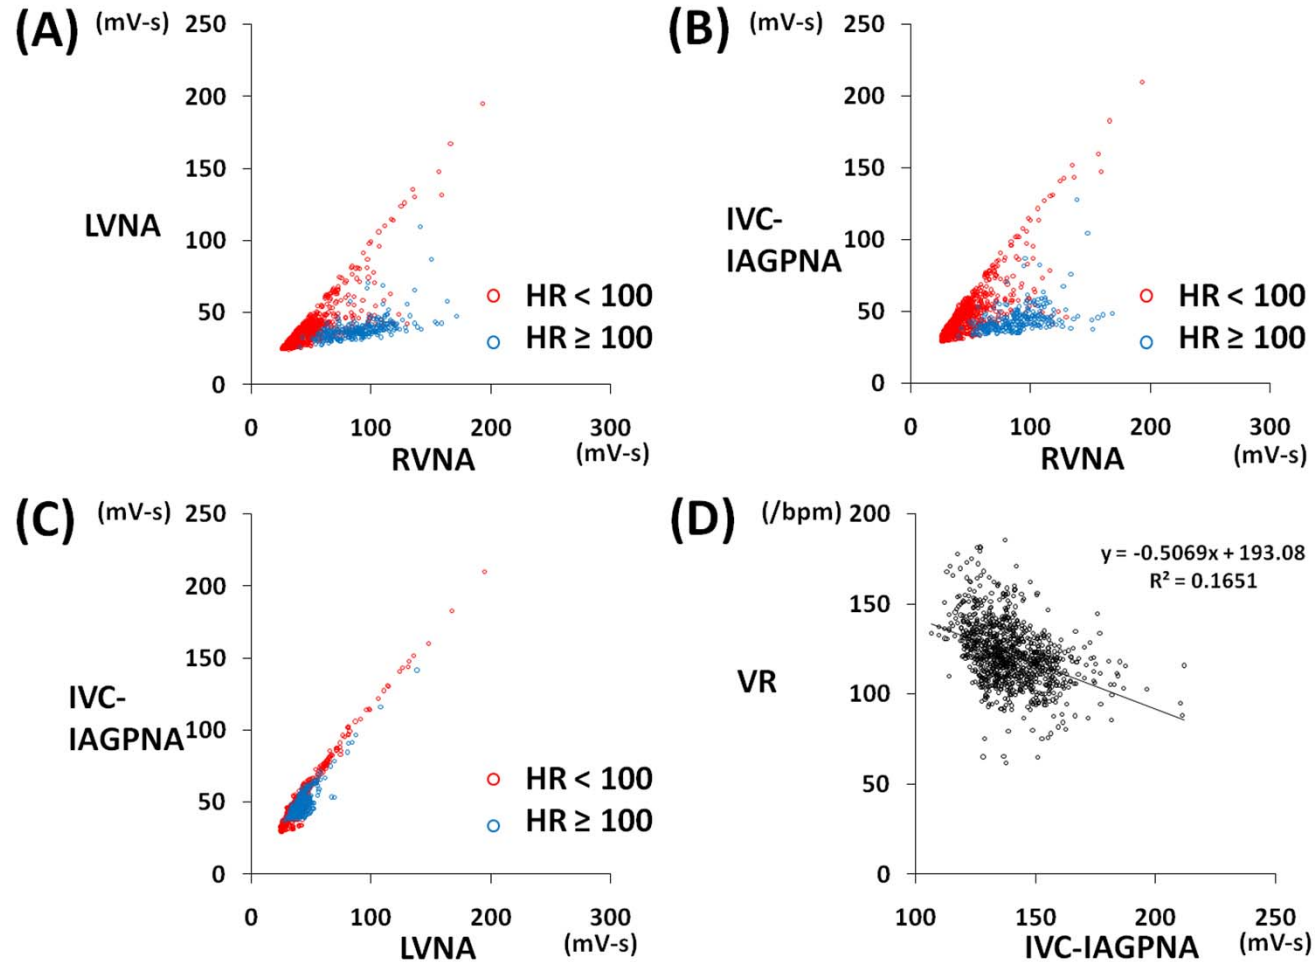 (A) (mV-s) 250
200
150
LVNA
100
50
0
HR < 100
HR ≥ 100
0 100 200 300
RVNA (mV-s)
(B) (mV-s) 250
200
150
IVC-
IAGPNA 100
50
0
HR < 100
HR ≥ 100
0 100 200 300
RVNA (mV-s)
(C) (mV-s) 250
200
150
IVC-
IAGPNA 100
50
0
HR < 100
HR ≥ 100
0 100 200 300
LVNA (mV-s)
(D) (/bpm) 200
y = -0.5069x + 193.08
R² = 0.1651
150
VR
100
50
0
100 150 200 250
IVC-IAGPNA (mV-s)